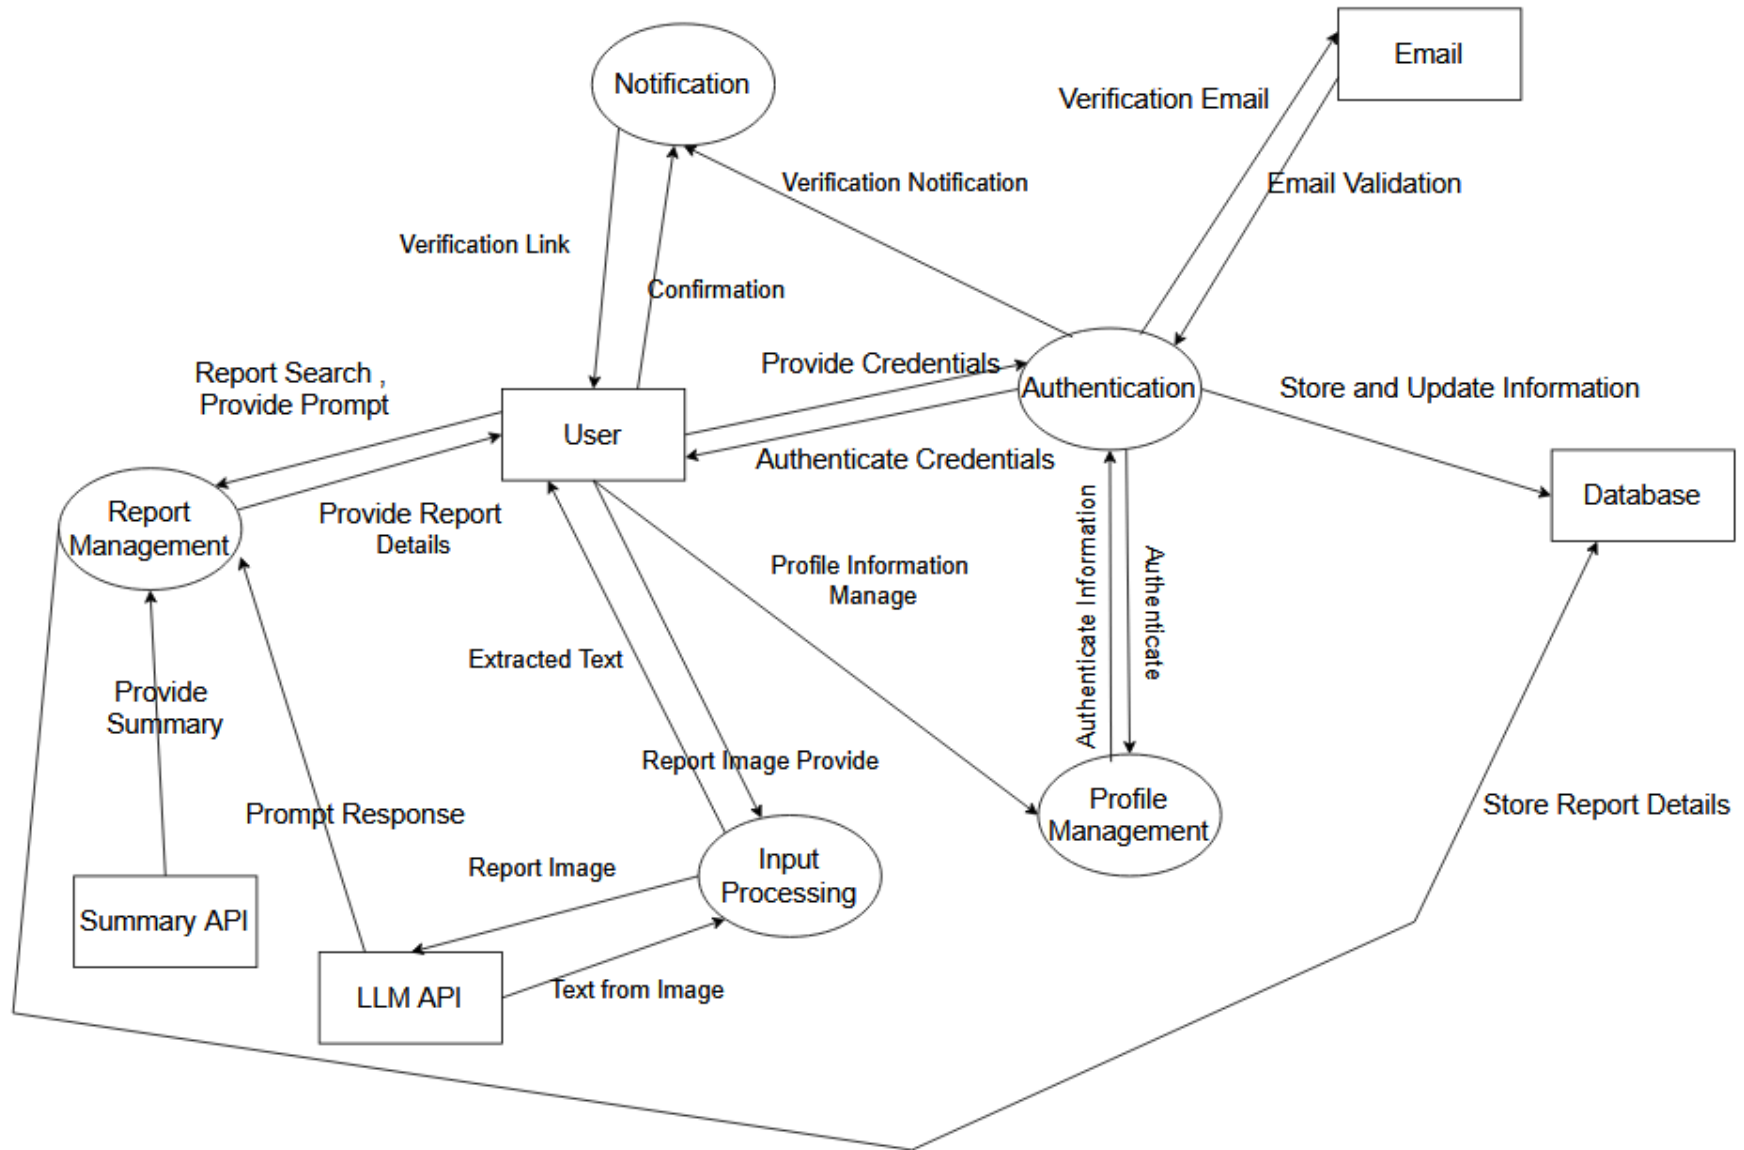 Email
Notification
Verification Email
Verification Notification
Email Validation
Verification Link
Confirmation
Report Search ,
Provide Prompt
Provide Credentials
Authentication
Store and Update Information
User
Authenticate Credentials
Database
Report
Management
Provide Report
Details
Profile Information
Manage
Authenticate Information
Authenticate
Extracted Text
Provide
Summary
Report Image Provide
Prompt Response
Profile
Management
Store Report Details
Input
Processing
Report Image
Summary API
LLM API
Text from Image